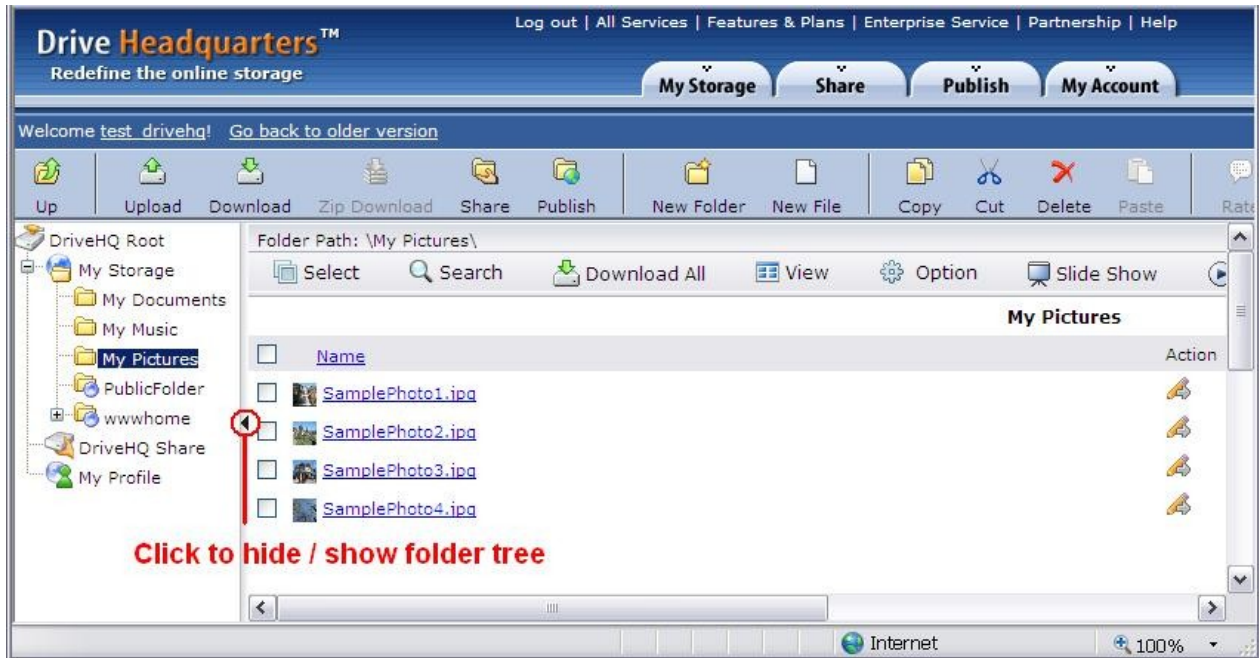 Log out | All Services | Features & Plans | Enterprise Service | Partnership | Help
Drive Headquarters™
Redefine the online storage
My Storage Share Publish My Account
Welcome test_drivehq! Go back to older version
Up Upload Download Zip Download Share Publish New Folder New File Copy Cut Delete Paste Rate
DriveHQ Root
My Storage
My Documents
My Music
My Pictures
PublicFolder
wwwhome
DriveHQ Share
My Profile
Folder Path: \My Pictures\
Select Search Download All View Option Slide Show
My Pictures
Name Action
SamplePhoto1.jpg
SamplePhoto2.jpg
SamplePhoto3.jpg
SamplePhoto4.jpg
Click to hide / show folder tree
Internet 100%